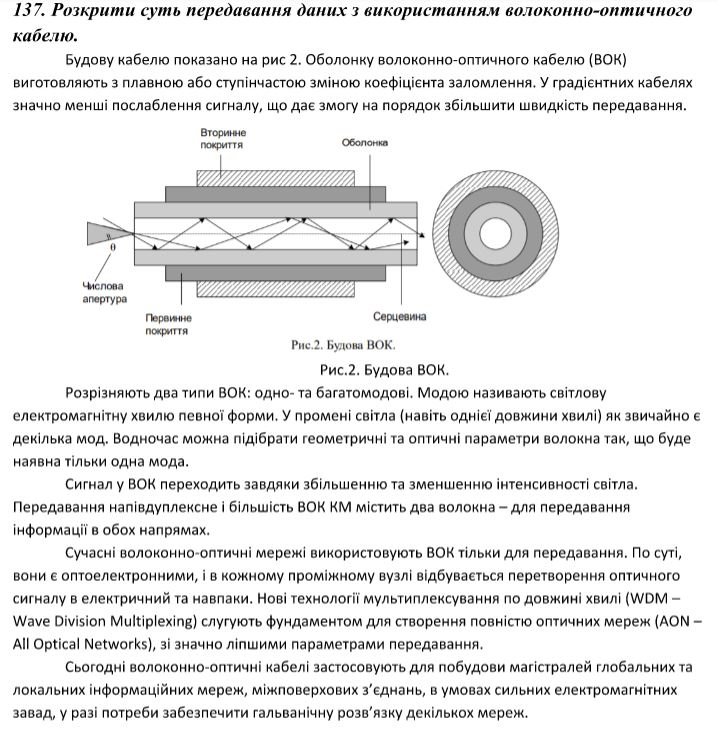 137. Розкрити суть передавання даних з використанням волоконно-оптичного
кабелю.
Будову кабелю показано на рис 2. Оболонку волоконно-оптичного кабелю (ВОК)
виготовляють з плавною або ступінчастою зміною коефіцієнта заломлення. У градієнтних кабелях
значно менші послаблення сигналу, що дає змогу на порядок збільшити швидкість передавання.
Вторинне
покриття
Оболонка
θ
Числова
апертура
Первинне
покриття
Серцевина
Рис.2. Будова ВОК.
Рис.2. Будова ВОК.
Розрізняють два типи ВОК: одно- та багатомодові. Модою називають світлову
електромагнітну хвилю певної форми. У промені світла (навіть однієї довжини хвилі) як звичайно є
декілька мод. Водночас можна підібрати геометричні та оптичні параметри волокна так, що буде
наявна тільки одна мода.
Сигнал у ВОК переходить завдяки збільшенню та зменшенню інтенсивності світла.
Передавання напівдуплексне і більшість ВОК КМ містить два волокна – для передавання
інформації в обох напрямах.
Сучасні волоконно-оптичні мережі використовують ВОК тільки для передавання. По суті,
вони є оптоелектронними, і в кожному проміжному вузлі відбувається перетворення оптичного
сигналу в електричний та навпаки. Нові технології мультиплексування по довжині хвилі (WDM –
Wave Division Multiplexing) слугують фундаментом для створення повністю оптичних мереж (AON –
All Optical Networks), зі значно ліпшими параметрами передавання.
Сьогодні волоконно-оптичні кабелі застосовують для побудови магістралей глобальних та
локальних інформаційних мереж, міжповерхових з’єднань, в умовах сильних електромагнітних
завад, у разі потреби забезпечити гальванічну розв’язку декількох мереж.